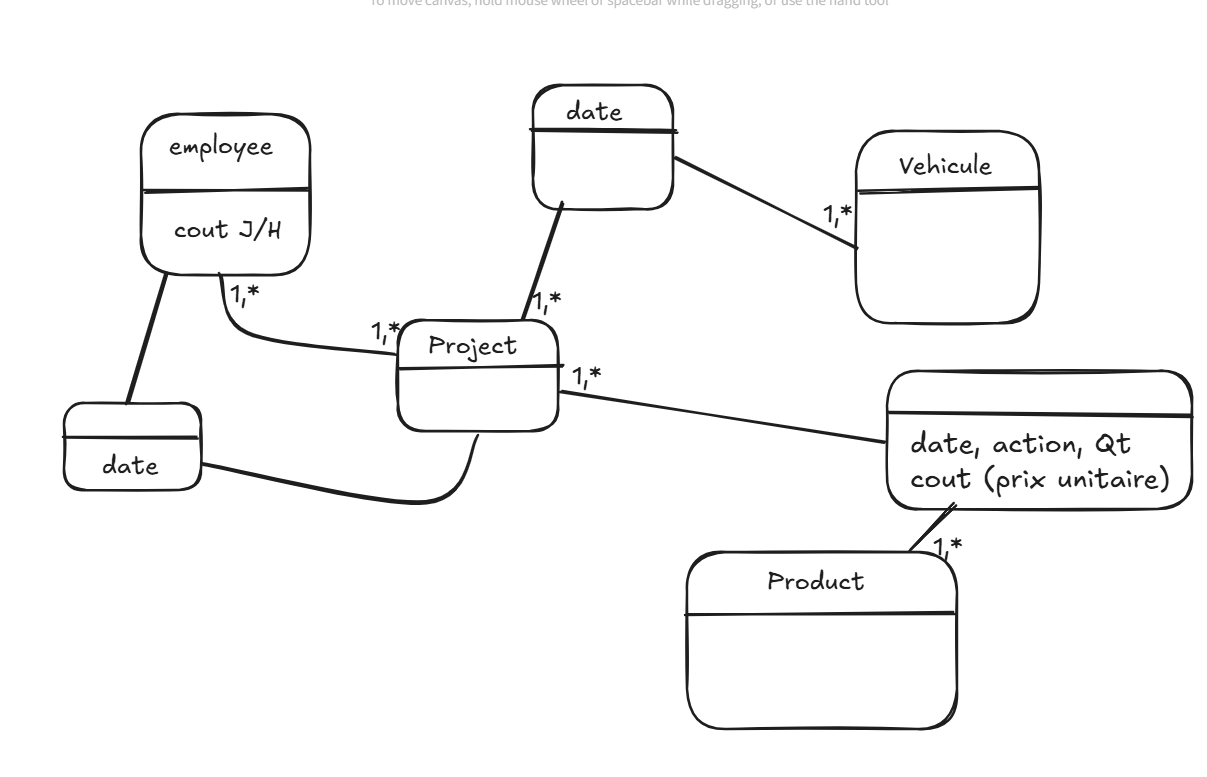 To move canvas, hold mouse wheel or spacebar while dragging, or use the hand tool
date
employee
Vehicule
cout J/H
1,*
1,*
1,*
1,*
Project
1,*
date, action, Qt
cout (prix unitaire)
date
1,*
Product